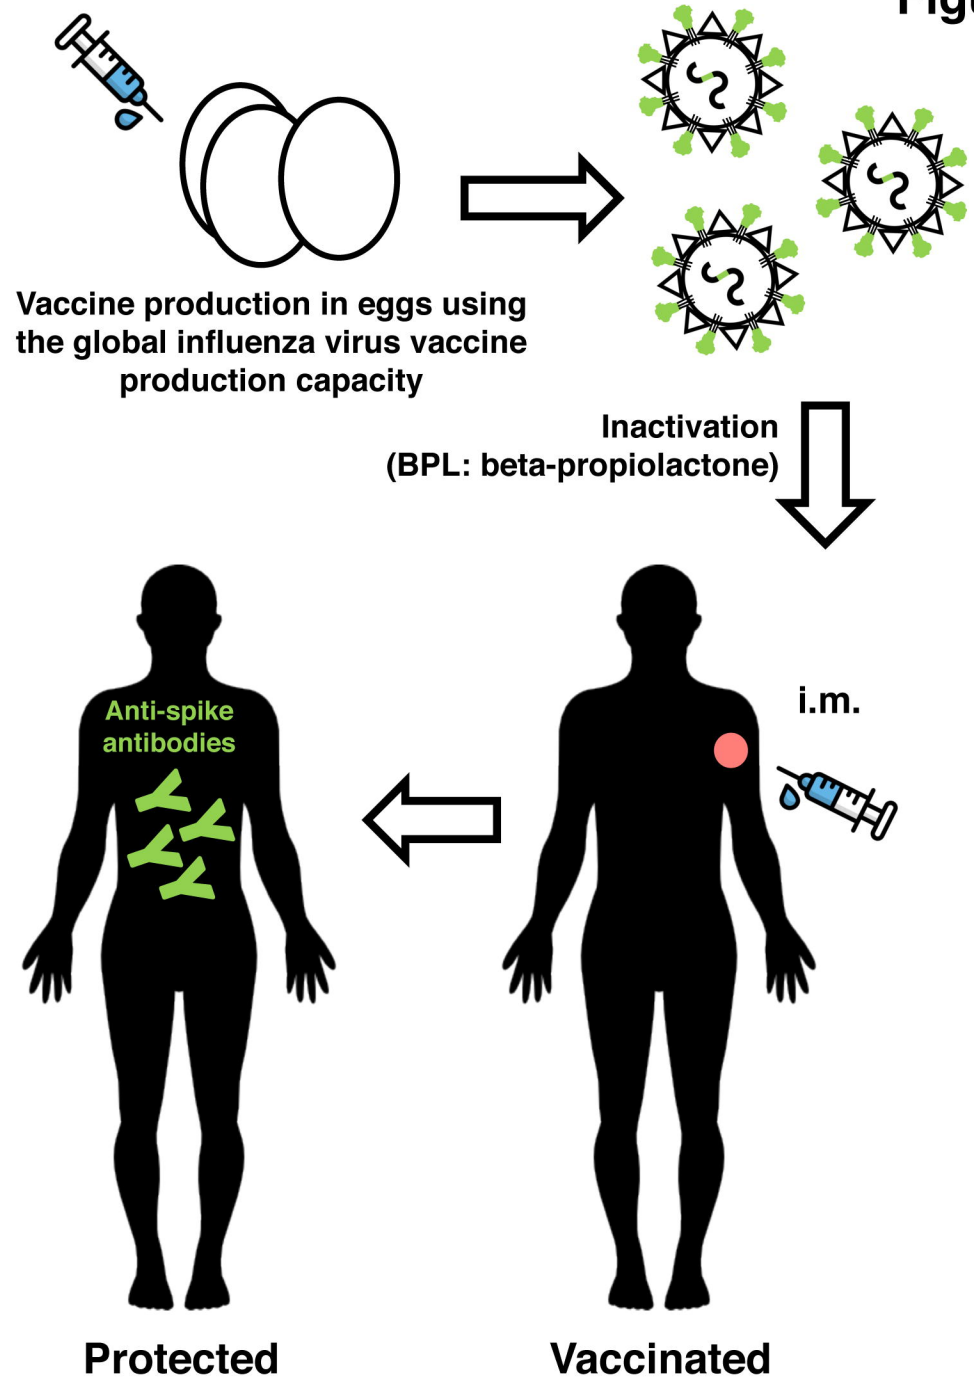 Vaccine production in eggs using
the global influenza virus vaccine
production capacity
Inactivation
(BPL: beta-propiolactone)
i.m.
Anti-spike
antibodies
Protected
Vaccinated